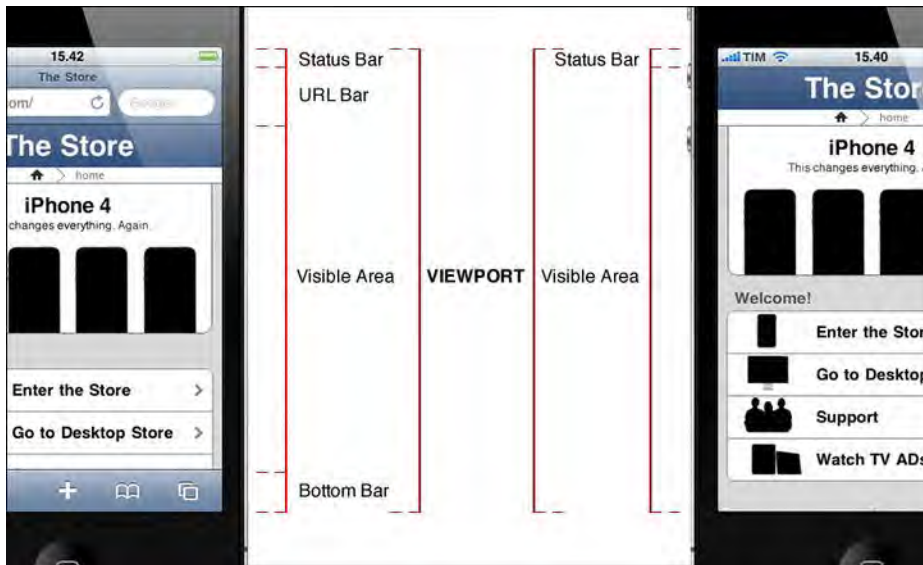 15.42
The Store
om/
Google
The Store
home
iPhone 4
changes everything. Again.
Enter the Store
Go to Desktop Store
Status Bar
URL Bar
Visible Area
Bottom Bar
VIEWPORT
Status Bar
Visible Area
TIM
15.40
The Stor
home
iPhone 4
This changes everything.
Welcome!
Enter the Stor
Go to Desktop
Support
Watch TV ADs